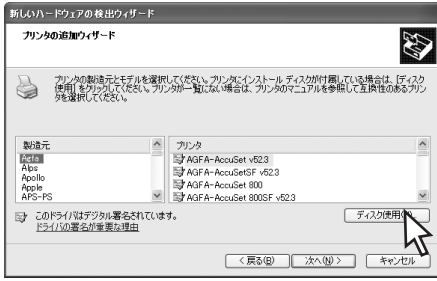 新しいハードウェアの検出ウィザード
プリンタの追加ウィザード
プリンタの製造元とモデルを選択してください。プリンタにインストール ディスクが付属している場合は、[ディスク
使用] をクリックしてください。プリンタが一覧にない場合は、プリンタのマニュアルを参照して互換性のあるプリン
タを選択してください。
製造元
Agfa
Alps
Apollo
Apple
APS-PS
プリンタ
AGFA-AccuSet v52.3
AGFA-AccuSetSF v52.3
AGFA-AccuSet 800
AGFA-AccuSet 800SF v52.3
このドライバはデジタル署名されています。
ドライバの署名が重要な理由
ディスク使用
< 戻る(B)
次へ(N) >
キャンセル